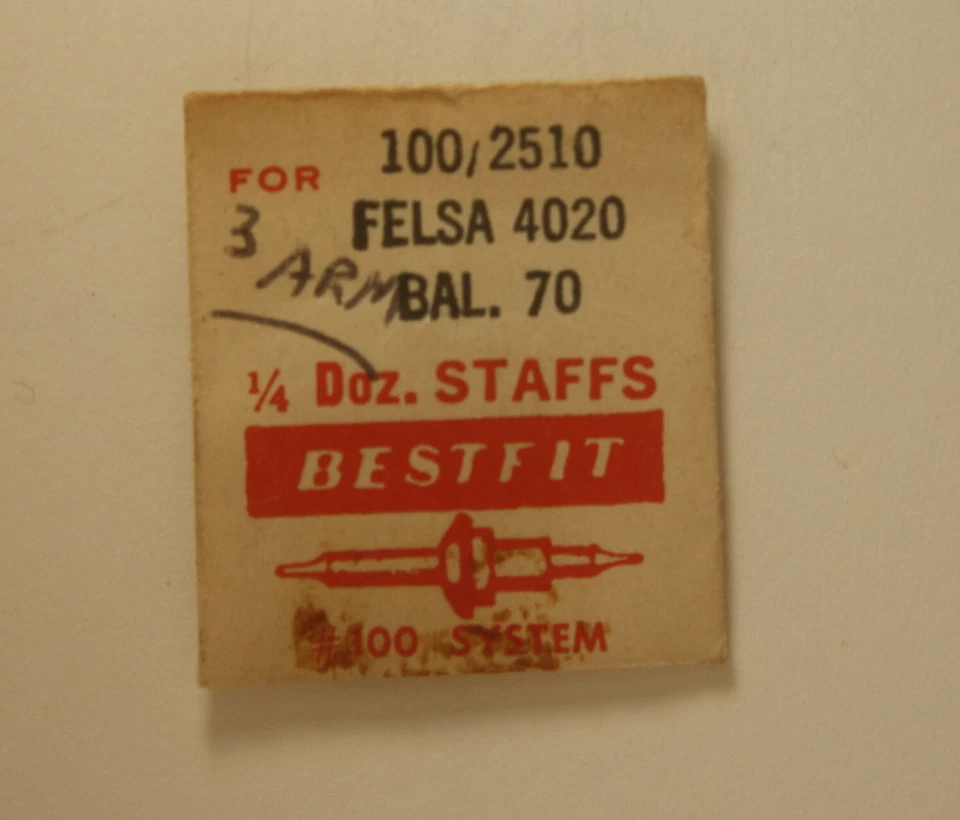 100/2510
FOR
FELSA 4020
3 ARM
BAL. 70
1/4 Doz. STAFFS
BESTFIT
#100 SYSTEM